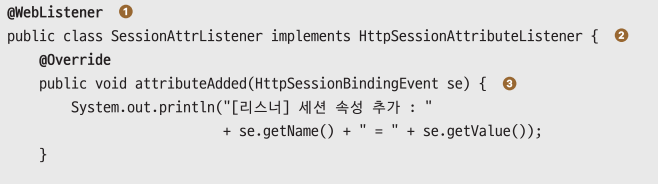 @WebListener ❶
public class SessionAttrListener implements HttpSessionAttributeListener { ❷
@Override
public void attributeAdded(HttpSessionBindingEvent se) { ❸
System.out.println("[리스너] 세션 속성 추가 : "
+ se.getName() + " = " + se.getValue());
}